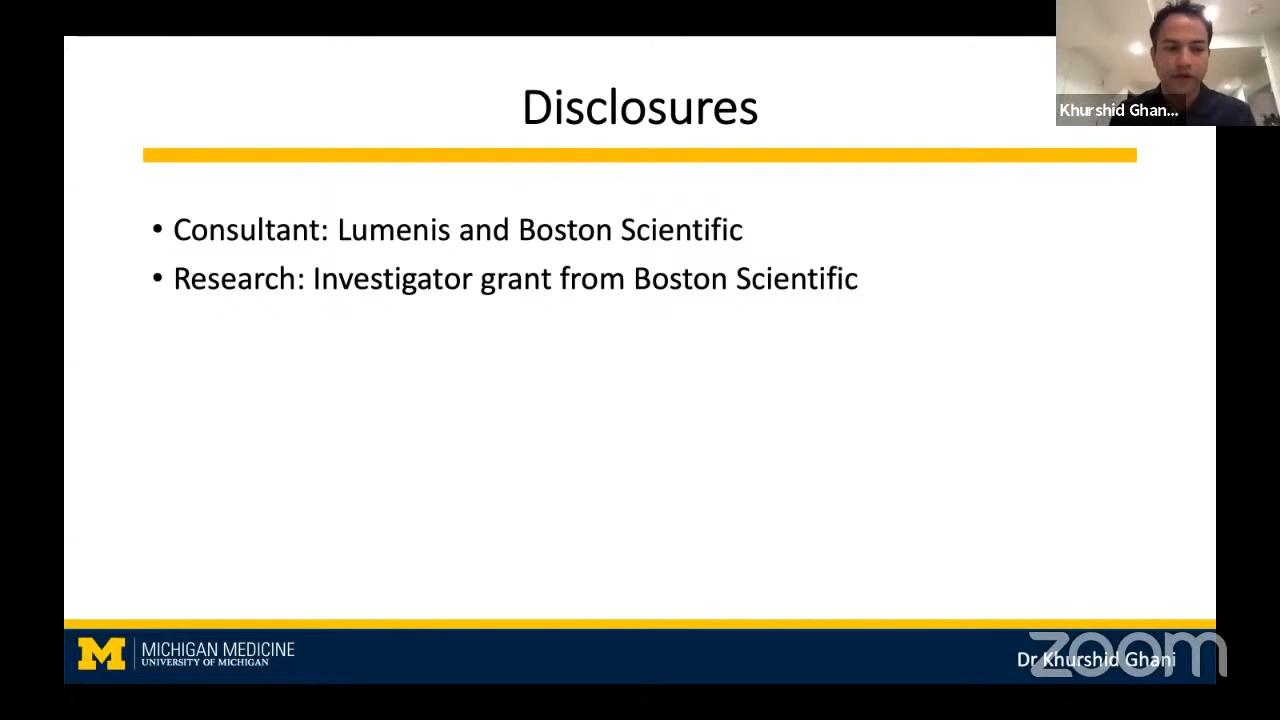 Disclosures
Khurshid Ghan...
• Consultant: Lumenis and Boston Scientific
• Research: Investigator grant from Boston Scientific
M MICHIGAN MEDICINE
UNIVERSITY OF MICHIGAN
Dr Khurshid Ghani
zoom